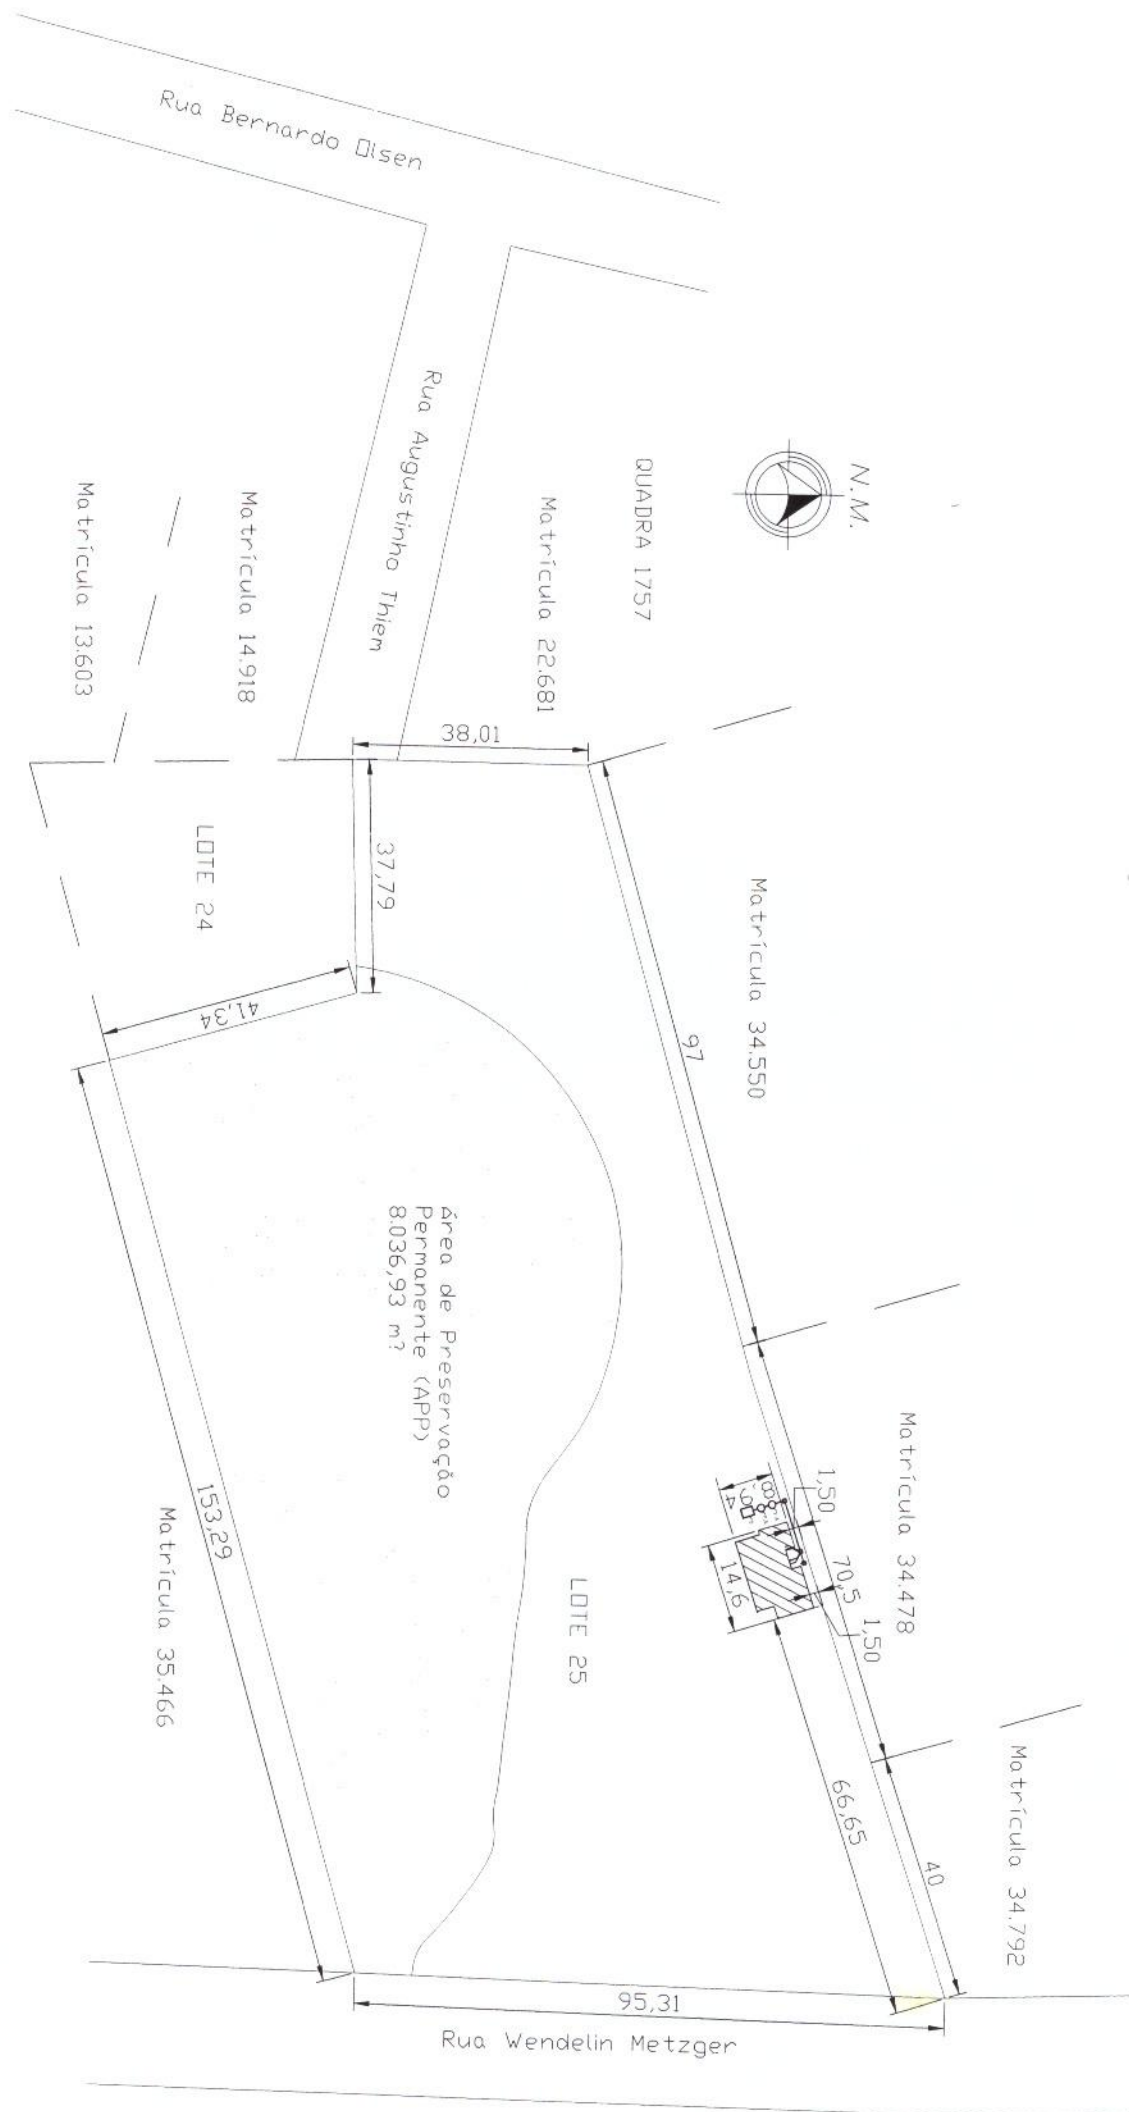 Rua Bernardo Olsen
Rua Augustinho Thiem
N.M.
QUADRA 1757
Matrícula 22.681
Matrícula 14.918
Matrícula 13.603
38,01
37,79
LOTE 24
41,34
Matrícula 34.550
97
Área de Preservação
Permanente (APP)
8.036,93 m?
153,29
Matrícula 35.466
LOTE 25
Matrícula 34.478
1,50
70,5
1,50
14,6
66,65
40
Matrícula 34.792
95,31
Rua Wendelin Metzger